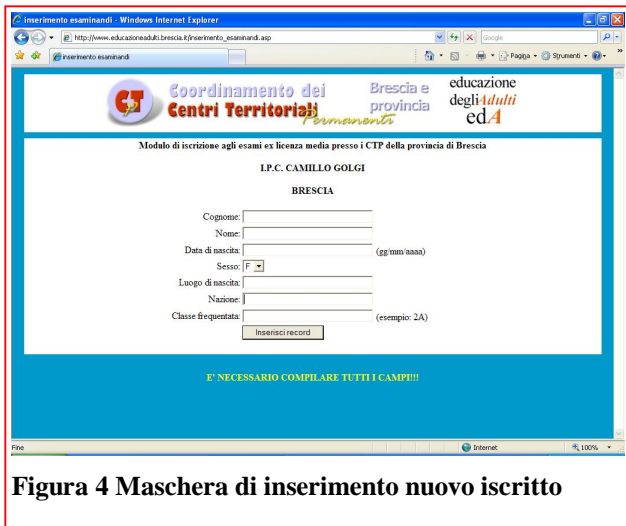 inserimento esaminandi - Windows Internet Explorer
http://www.educazioneadulti.brescia.it/inserimento_esaminandi.asp
Google
inserimento esaminandi
Pagina
Strumenti
Coordinamento dei
Centri Territoriali
Permanenti
Brescia e
provincia
educazione
degliAdulti
edA
Modulo di iscrizione agli esami ex licenza media presso i CTP della provincia di Brescia
I.P.C. CAMILLO GOLGI
BRESCIA
Cognome:
Nome:
Data di nascita: (gg/mm/aaaa)
Sesso: F
Luogo di nascita:
Nazione:
Classe frequentata: (esempio: 2A)
Inserisci record
E' NECESSARIO COMPILARE TUTTI I CAMPI!!!
Fine
Internet
100%
Figura 4 Maschera di inserimento nuovo iscritto